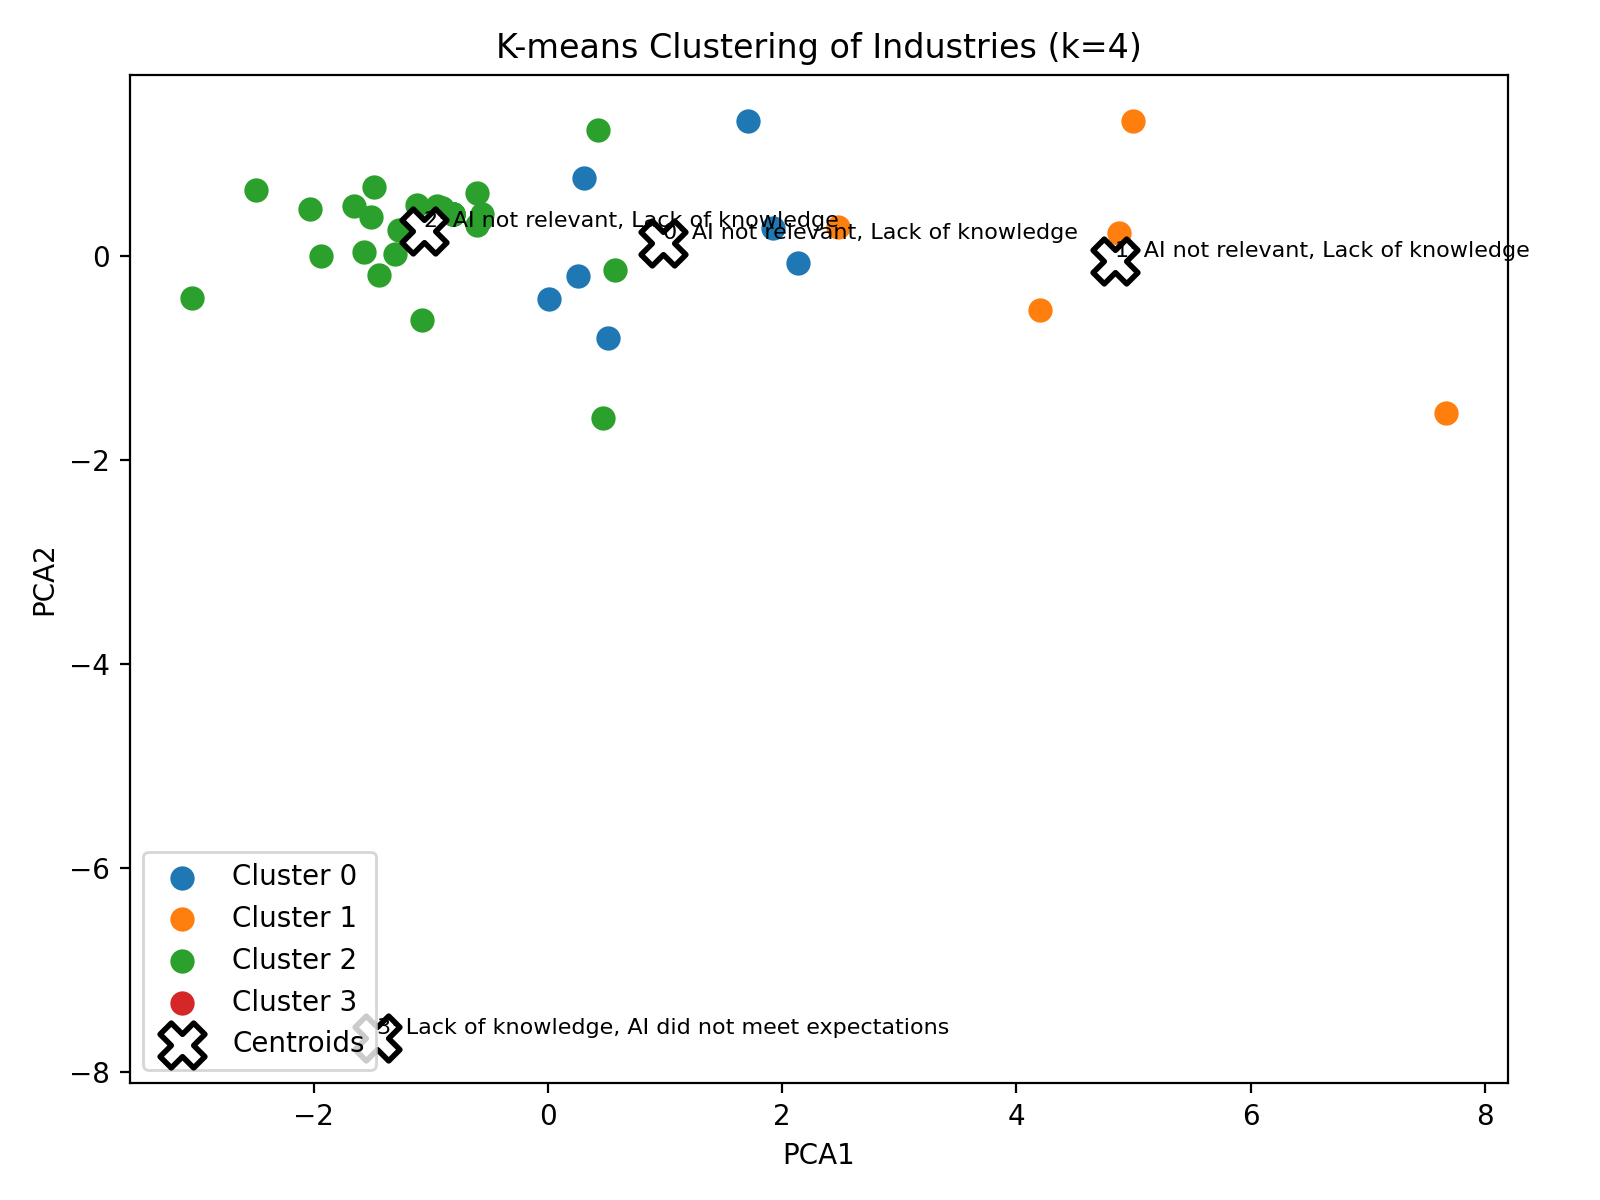 K-means Clustering of Industries (k=4)
2: AI not relevant, Lack of knowledge
0: AI not relevant, Lack of knowledge
1: AI not relevant, Lack of knowledge
0
−2
−4
−6
−8
PCA2
Cluster 0
Cluster 1
Cluster 2
Cluster 3
Centroids
3: Lack of knowledge, AI did not meet expectations
−2
0
2
4
6
8
PCA1